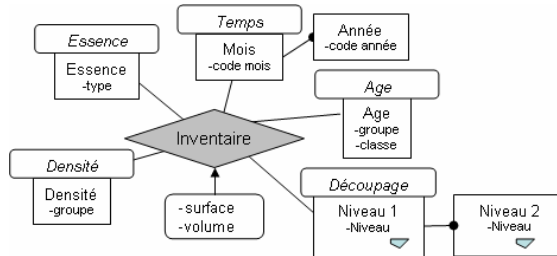 Temps
Mois
-code mois
Année
-code année
Essence
Essence
-type
Age
Age
-groupe
-classe
Inventaire
Densité
Densité
-groupe
-surface
-volume
Découpage
Niveau 1
-Niveau
Niveau 2
-Niveau